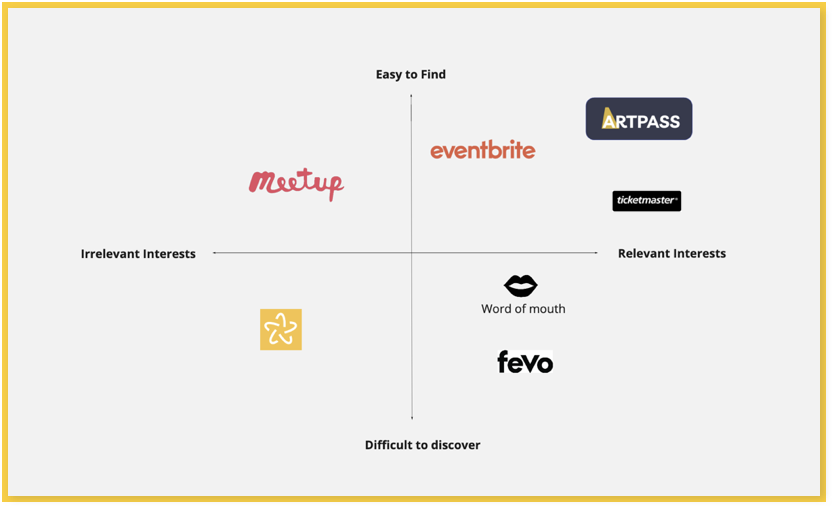 Easy to Find
ARTPASS
eventbrite
meetup
ticketmaster®
Irrelevant Interests
Relevant Interests
Word of mouth
fevo
Difficult to discover